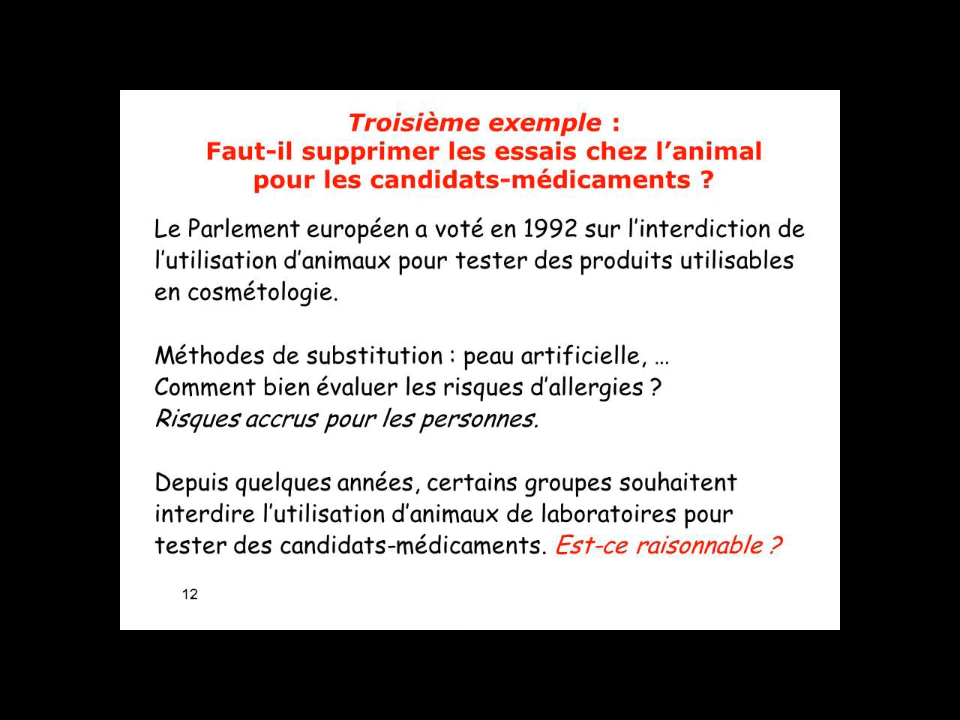 Troisième exemple :
Faut-il supprimer les essais chez l’animal
pour les candidats-médicaments ?
Le Parlement européen a voté en 1992 sur l’interdiction de
l’utilisation d’animaux pour tester des produits utilisables
en cosmétologie.
Méthodes de substitution : peau artificielle, …
Comment bien évaluer les risques d’allergies ?
Risques accrus pour les personnes.
Depuis quelques années, certains groupes souhaitent
interdire l’utilisation d’animaux de laboratoires pour
tester des candidats-médicaments. Est-ce raisonnable ?
12